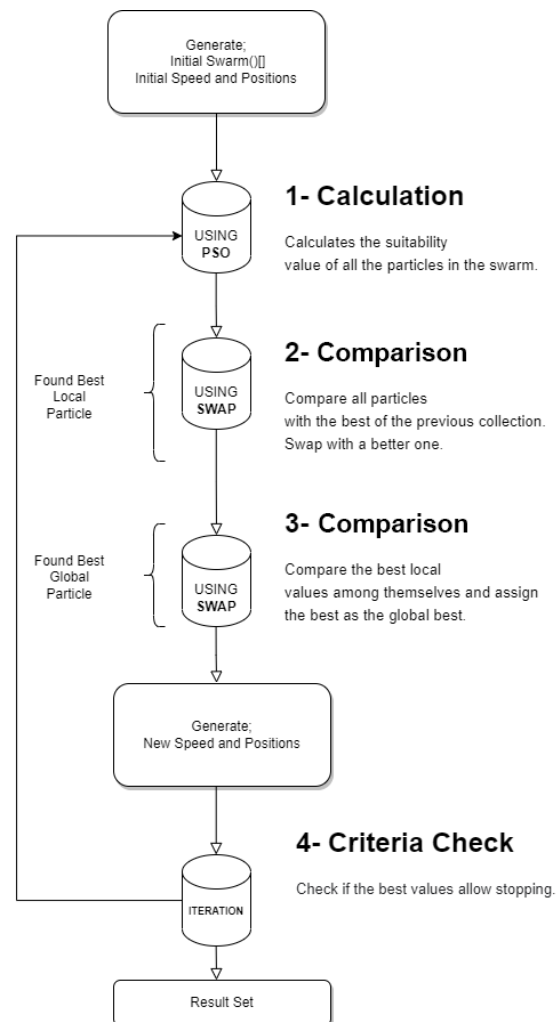 Generate;
Initial Swarm()[]
Initial Speed and Positions
USING
PSO
1- Calculation
Calculates the suitability
value of all the particles in the swarm.
Found Best
Local
Particle
USING
SWAP
2- Comparison
Compare all particles
with the best of the previous collection.
Swap with a better one.
Found Best
Global
Particle
USING
SWAP
3- Comparison
Compare the best local
values among themselves and assign
the best as the global best.
Generate;
New Speed and Positions
4- Criteria Check
Check if the best values allow stopping.
ITERATION
Result Set